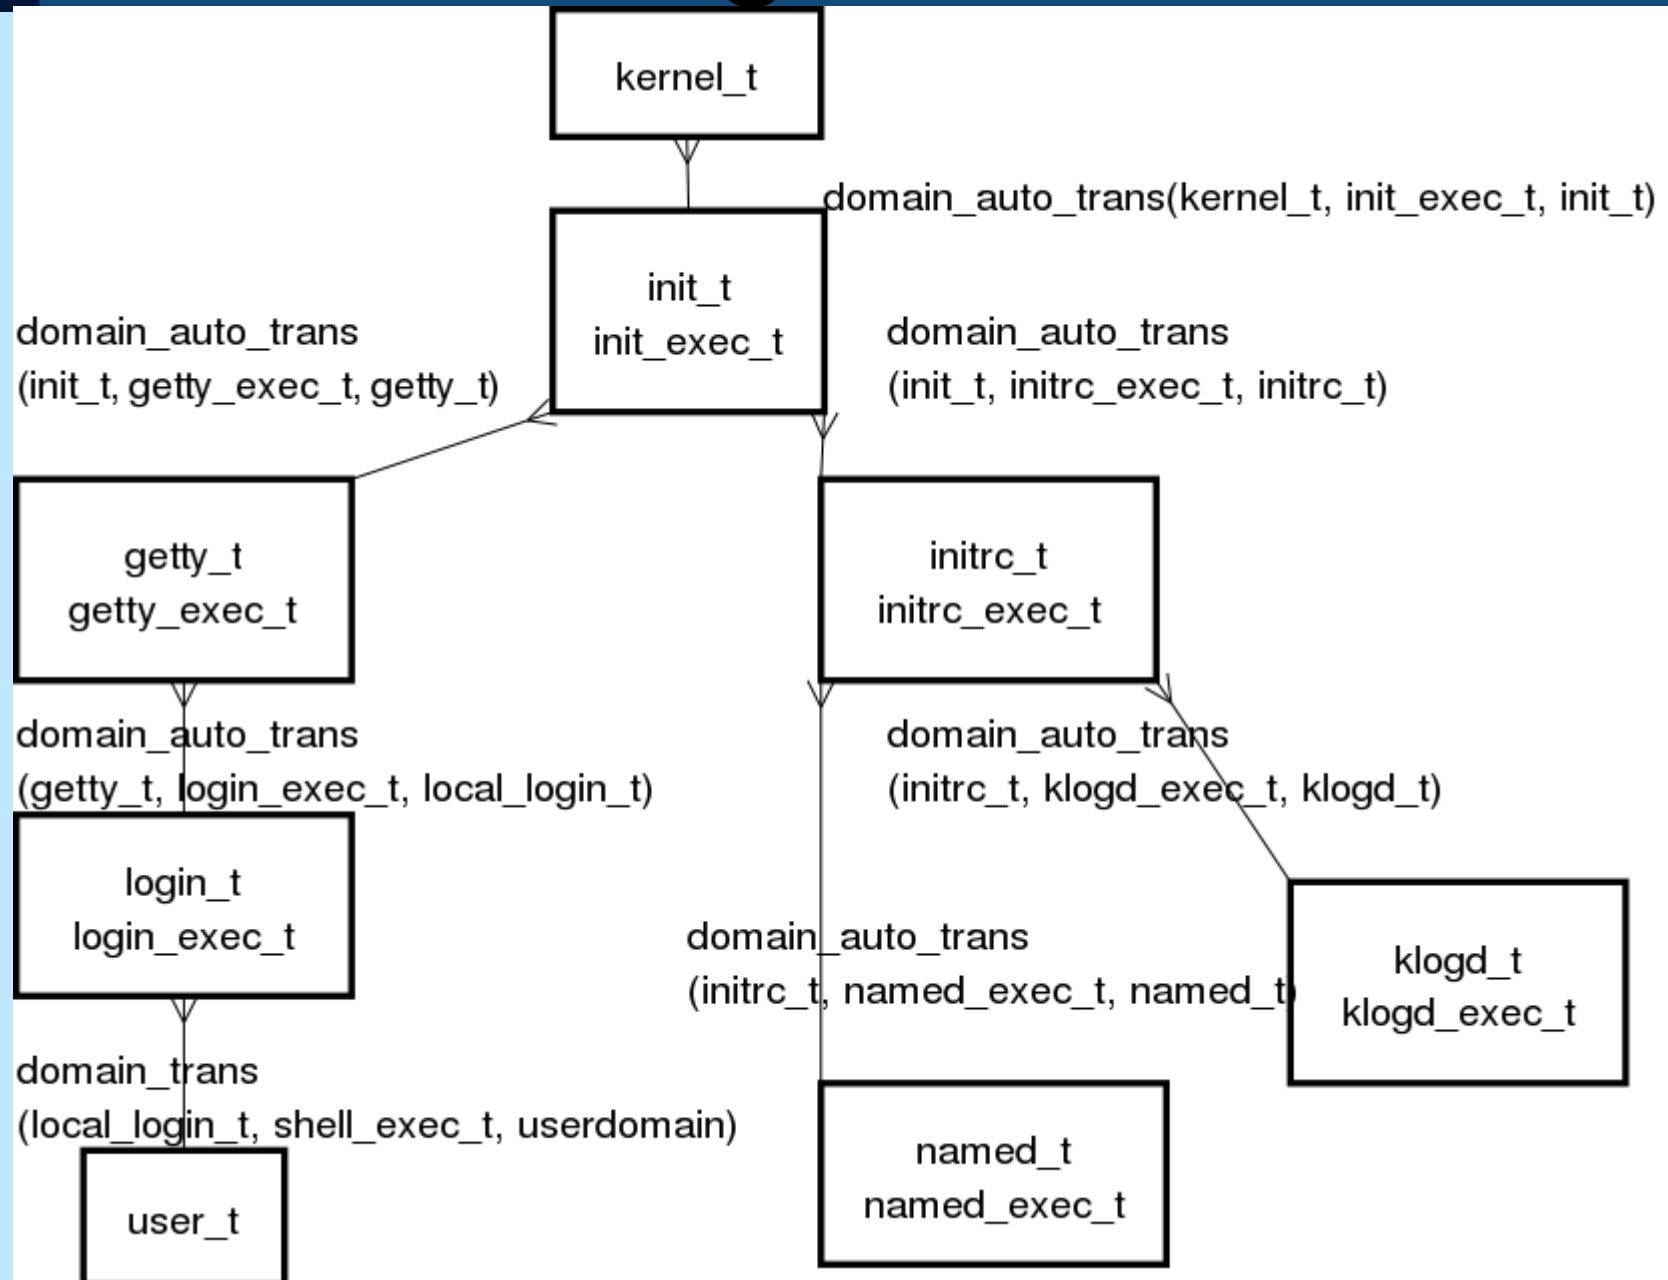 kernel_t
domain_auto_trans(kernel_t, init_exec_t, init_t)
init_t
init_exec_t
domain_auto_trans
(init_t, getty_exec_t, getty_t)
domain_auto_trans
(init_t, initrc_exec_t, initrc_t)
getty_t
getty_exec_t
initrc_t
initrc_exec_t
domain_auto_trans
(getty_t, login_exec_t, local_login_t)
domain_auto_trans
(initrc_t, klogd_exec_t, klogd_t)
login_t
login_exec_t
domain_auto_trans
(initrc_t, named_exec_t, named_t)
klogd_t
klogd_exec_t
domain_trans
(local_login_t, shell_exec_t, userdomain)
named_t
named_exec_t
user_t